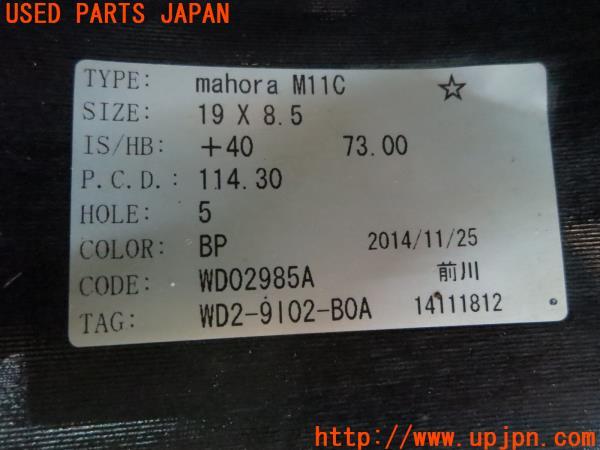 USED PARTS JAPAN
TYPE: mahora M11C ☆
SIZE: 19 X 8.5
IS/HB: +40 73.00
P.C.D.: 114.30
HOLE: 5
COLOR: BP 2014/11/25
CODE: WD02985A 前川
TAG: WD2-9I02-B0A 14111812
http://www.upjpn.com